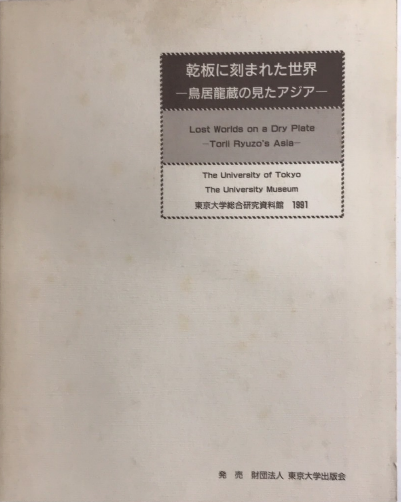 乾板に刻まれた世界
―鳥居龍蔵の見たアジア―
Lost Worlds on a Dry Plate
—Torii Ryuzo's Asia—
The University of Tokyo
The University Museum
東京大学総合研究資料館 1991
発 売 財団法人 東京大学出版会